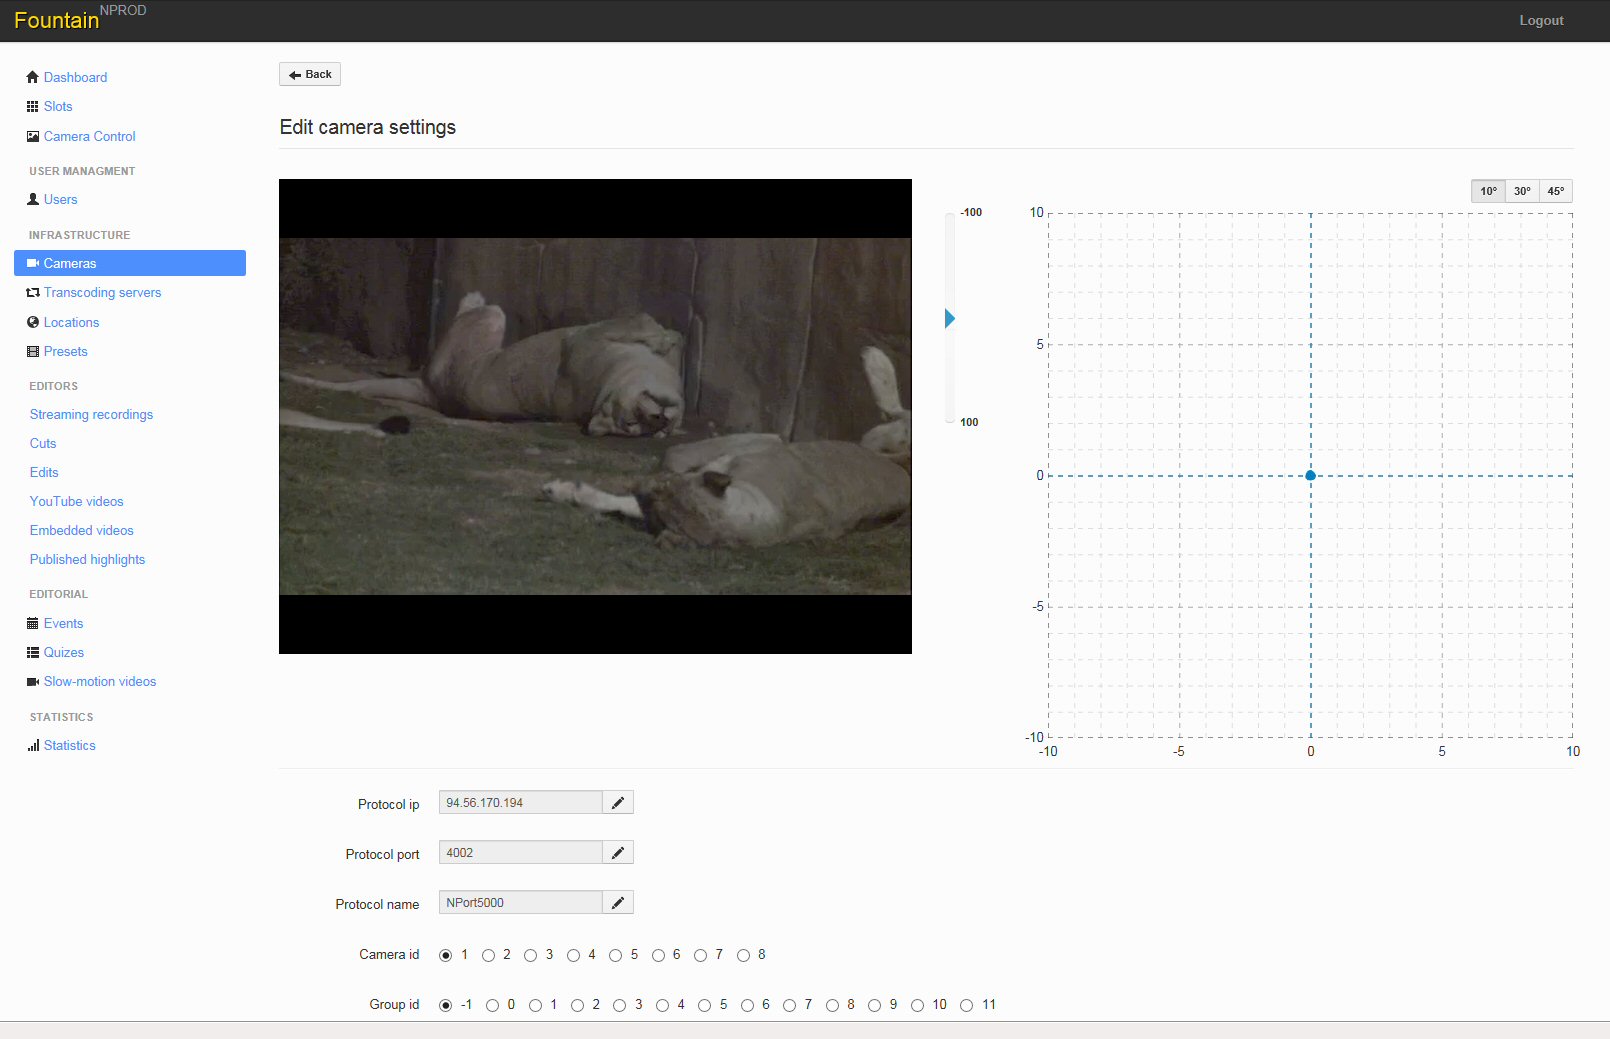 Fountain NPROD
Logout
Dashboard
Slots
Camera Control
USER MANAGMENT
Users
INFRASTRUCTURE
Cameras
Transcoding servers
Locations
Presets
EDITORS
Streaming recordings
Cuts
Edits
YouTube videos
Embedded videos
Published highlights
EDITORIAL
Events
Quizes
Slow-motion videos
STATISTICS
Statistics
Back
Edit camera settings
-100
100
10° 30° 45°
10
5
0
-5
-10
-10 -5 0 5 10
Protocol ip 94.56.170.194
Protocol port 4002
Protocol name NPort5000
Camera id 1 2 3 4 5 6 7 8
Group id -1 0 1 2 3 4 5 6 7 8 9 10 11